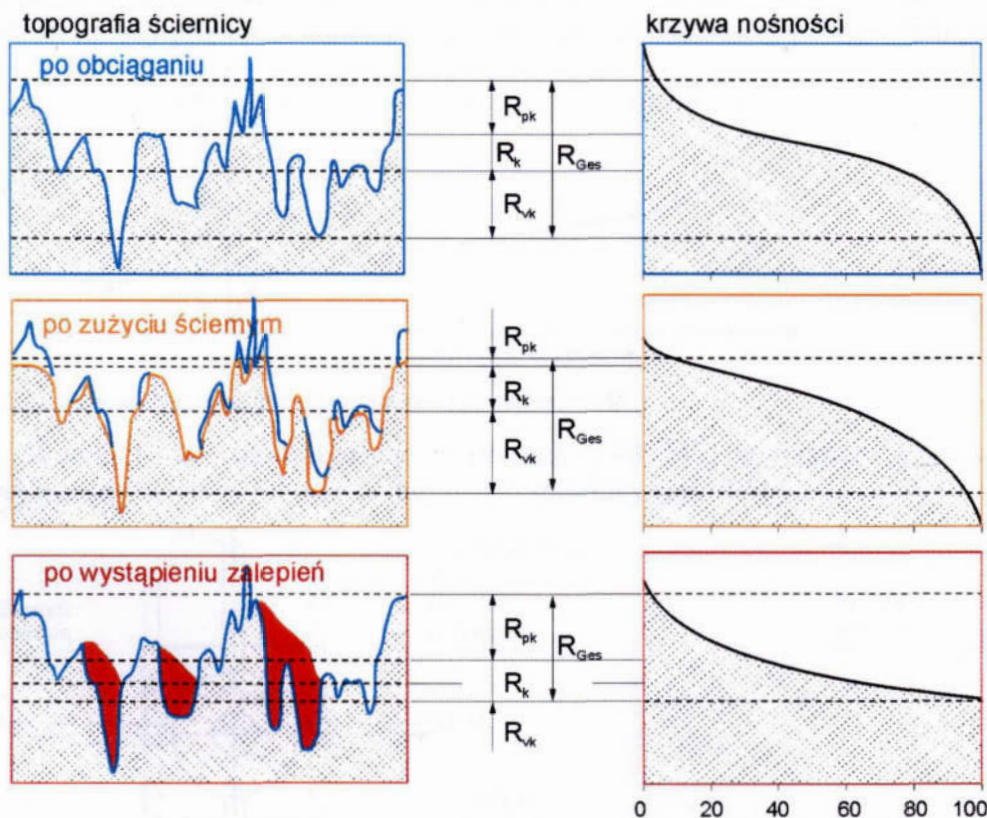 topografia ściernicy
krzywa nośności
po obciąganiu
Rpk
Rk
RGes
Rvk
po zużyciu ściernym
Rpk
Rk
RGes
Rvk
po wystąpieniu zalepień
Rpk
RGes
Rk
Rvk
0 20 40 60 80 100